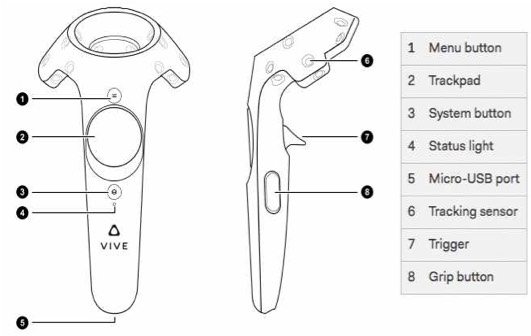 1
2
3
4
VIVE
5
6
7
8
1 Menu button
2 Trackpad
3 System button
4 Status light
5 Micro-USB port
6 Tracking sensor
7 Trigger
8 Grip button